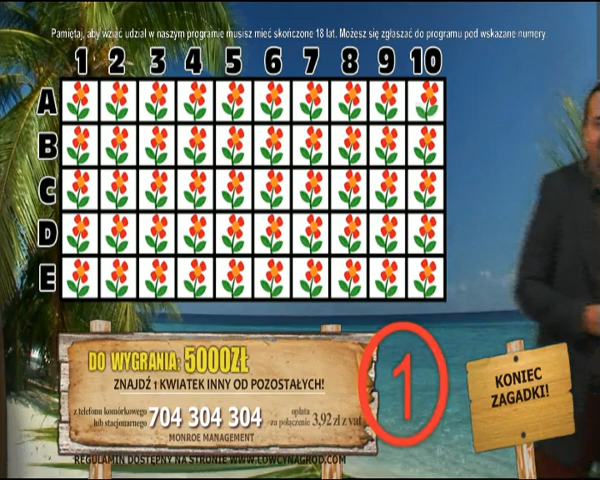 Pamiętaj, aby wziąć udział w naszym programie musisz mieć skończone 18 lat. Możesz się zgłaszać do programu pod wskazane numery
1 2 3 4 5 6 7 8 9 10
A
B
C
D
E
DO WYGRANIA: 5000ZŁ
ZNAJDŹ 1 KWIATEK INNY OD POZOSTAŁYCH!
z telefonu komórkowego
lub stacjonarnego
704 304 304
opłata
za połączenie 3,92 zł z vat
MONROE MANAGEMENT
REGULAMIN DOSTĘPNY NA STRONIE WWW.LOWCYNAGROD.COM
1
KONIEC
ZAGADKI!